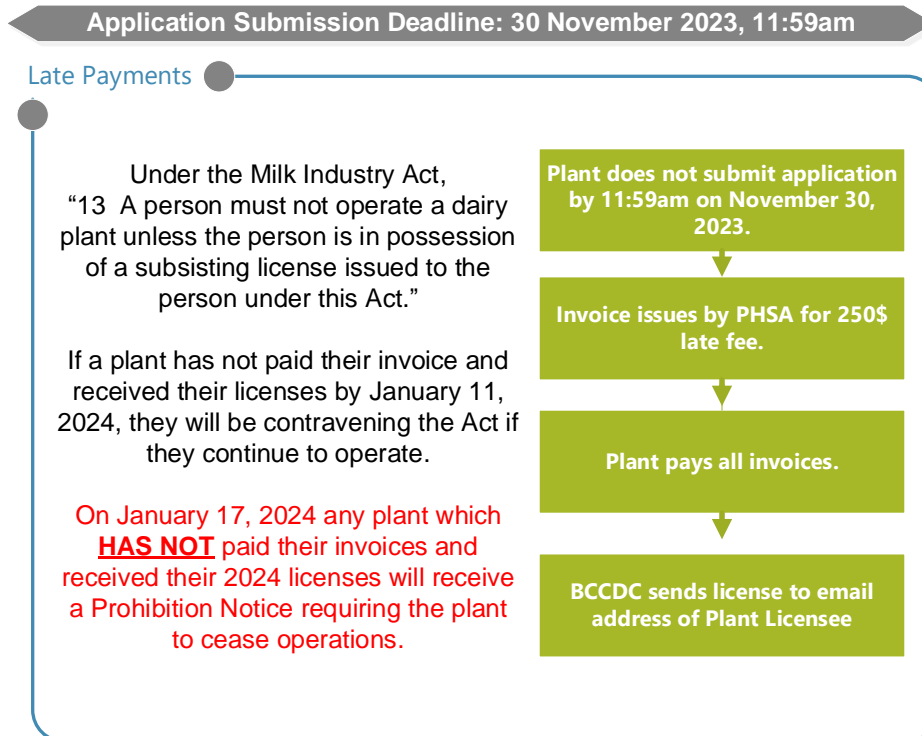 Application Submission Deadline: 30 November 2023, 11:59am
Late Payments
Under the Milk Industry Act,
“13 A person must not operate a dairy
plant unless the person is in possession
of a subsisting license issued to the
person under this Act.”
If a plant has not paid their invoice and
received their licenses by January 11,
2024, they will be contravening the Act if
they continue to operate.
On January 17, 2024 any plant which
HAS NOT paid their invoices and
received their 2024 licenses will receive
a Prohibition Notice requiring the plant
to cease operations.
Plant does not submit application
by 11:59am on November 30,
2023.
Invoice issues by PHSA for 250$
late fee.
Plant pays all invoices.
BCCDC sends license to email
address of Plant Licensee